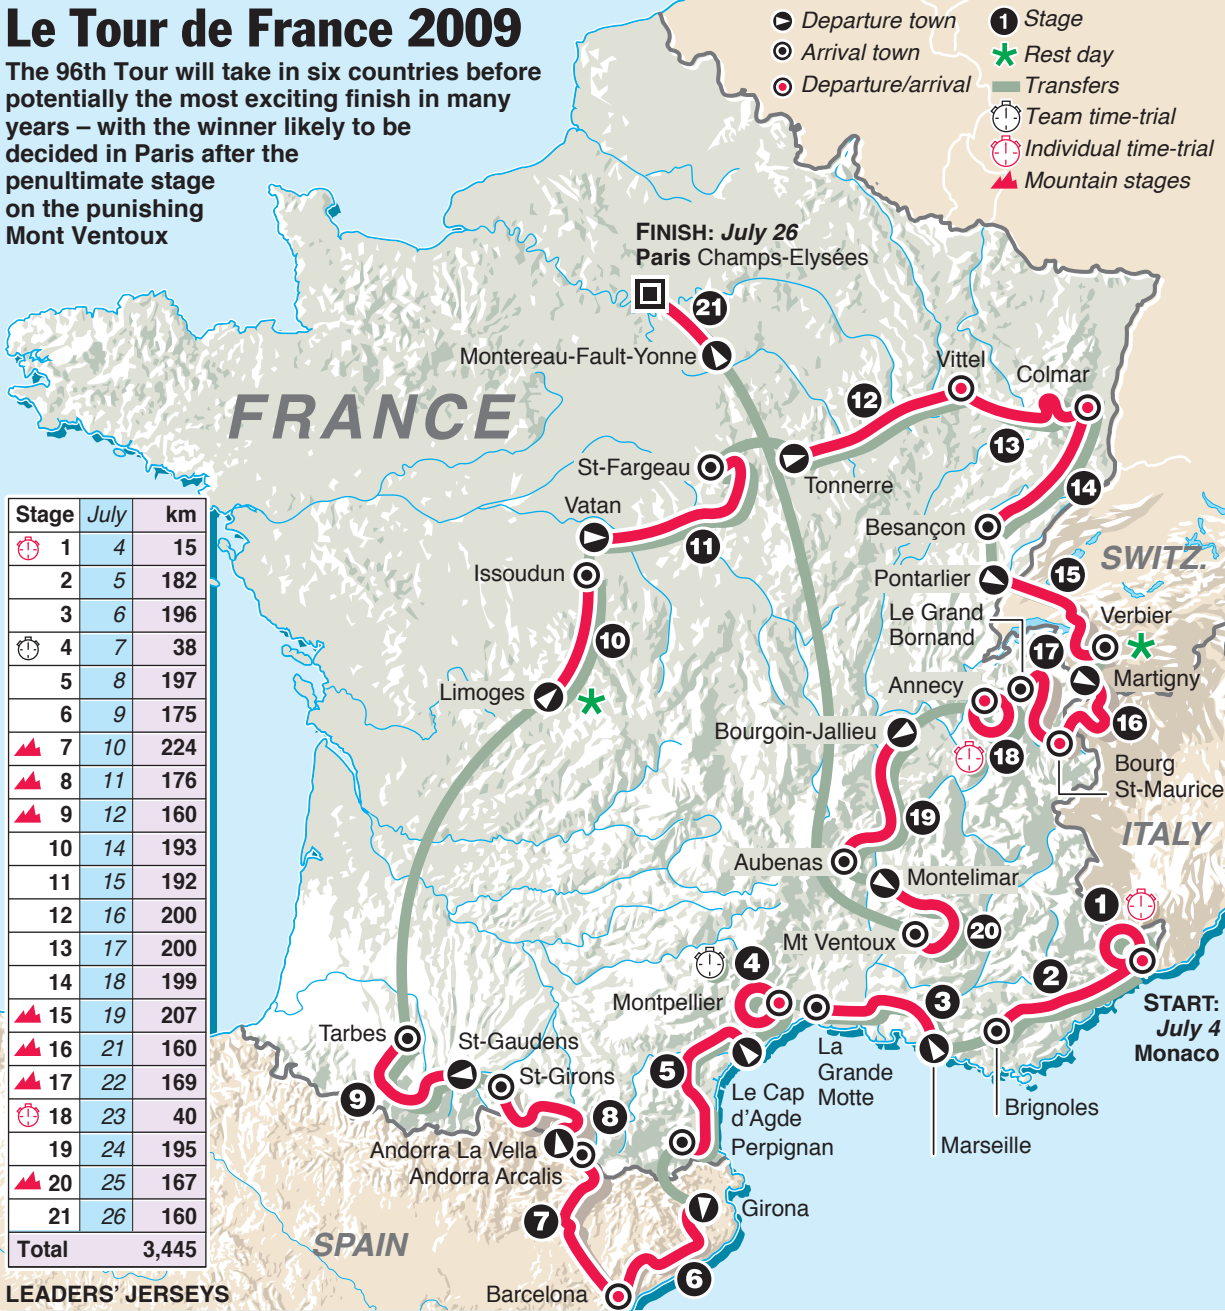 Le Tour de France 2009
The 96th Tour will take in six countries before
potentially the most exciting finish in many
years – with the winner likely to be
decided in Paris after the
penultimate stage
on the punishing
Mont Ventoux
Departure town
Arrival town
Departure/arrival
1 Stage
Rest day
Transfers
Team time-trial
Individual time-trial
Mountain stages
FINISH: July 26
Paris Champs-Elysées
21
Montereau-Fault-Yonne
Vittel
Colmar
12
13
FRANCE
St-Fargeau
Tonnerre
14
Vatan
Besançon
11
SWITZ.
Issoudun
Pontarlier
15
Le Grand
Bornand
Verbier
10
17
Limoges
Annecy
Martigny
16
Bourgoin-Jallieu
18
Bourg
St-Maurice
19
ITALY
Aubenas
Montelimar
1
20
Mt Ventoux
4
2
Montpellier
3
START:
July 4
Monaco
Tarbes
St-Gaudens
La
Grande
Motte
5
St-Girons
Le Cap
d'Agde
9
8
Brignoles
Andorra La Vella
Perpignan
Marseille
Andorra Arcalis
Girona
7
SPAIN
6
Barcelona
Stage July km
1 4 15
2 5 182
3 6 196
4 7 38
5 8 197
6 9 175
7 10 224
8 11 176
9 12 160
10 14 193
11 15 192
12 16 200
13 17 200
14 18 199
15 19 207
16 21 160
17 22 169
18 23 40
19 24 195
20 25 167
21 26 160
Total 3,445
LEADERS' JERSEYS